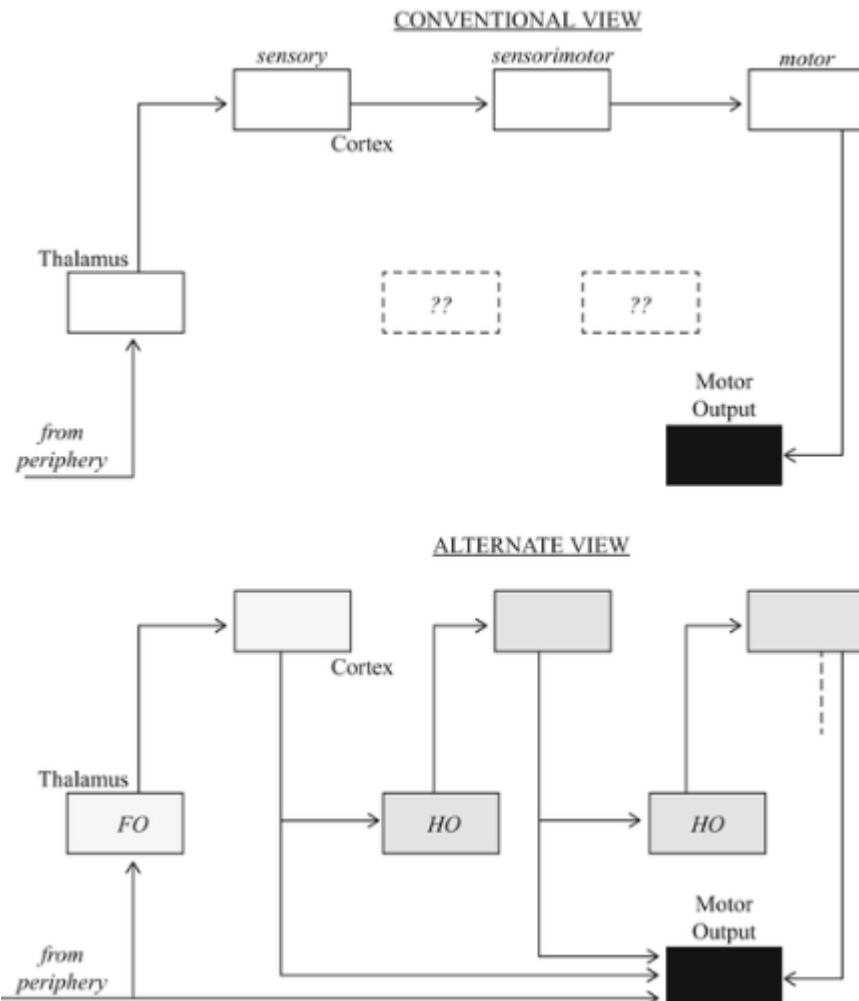 CONVENTIONAL VIEW
sensory
sensorimotor
motor
Cortex
Thalamus
??
??
Motor
Output
from
periphery
ALTERNATE VIEW
Cortex
Thalamus
FO
HO
HO
Motor
Output
from
periphery